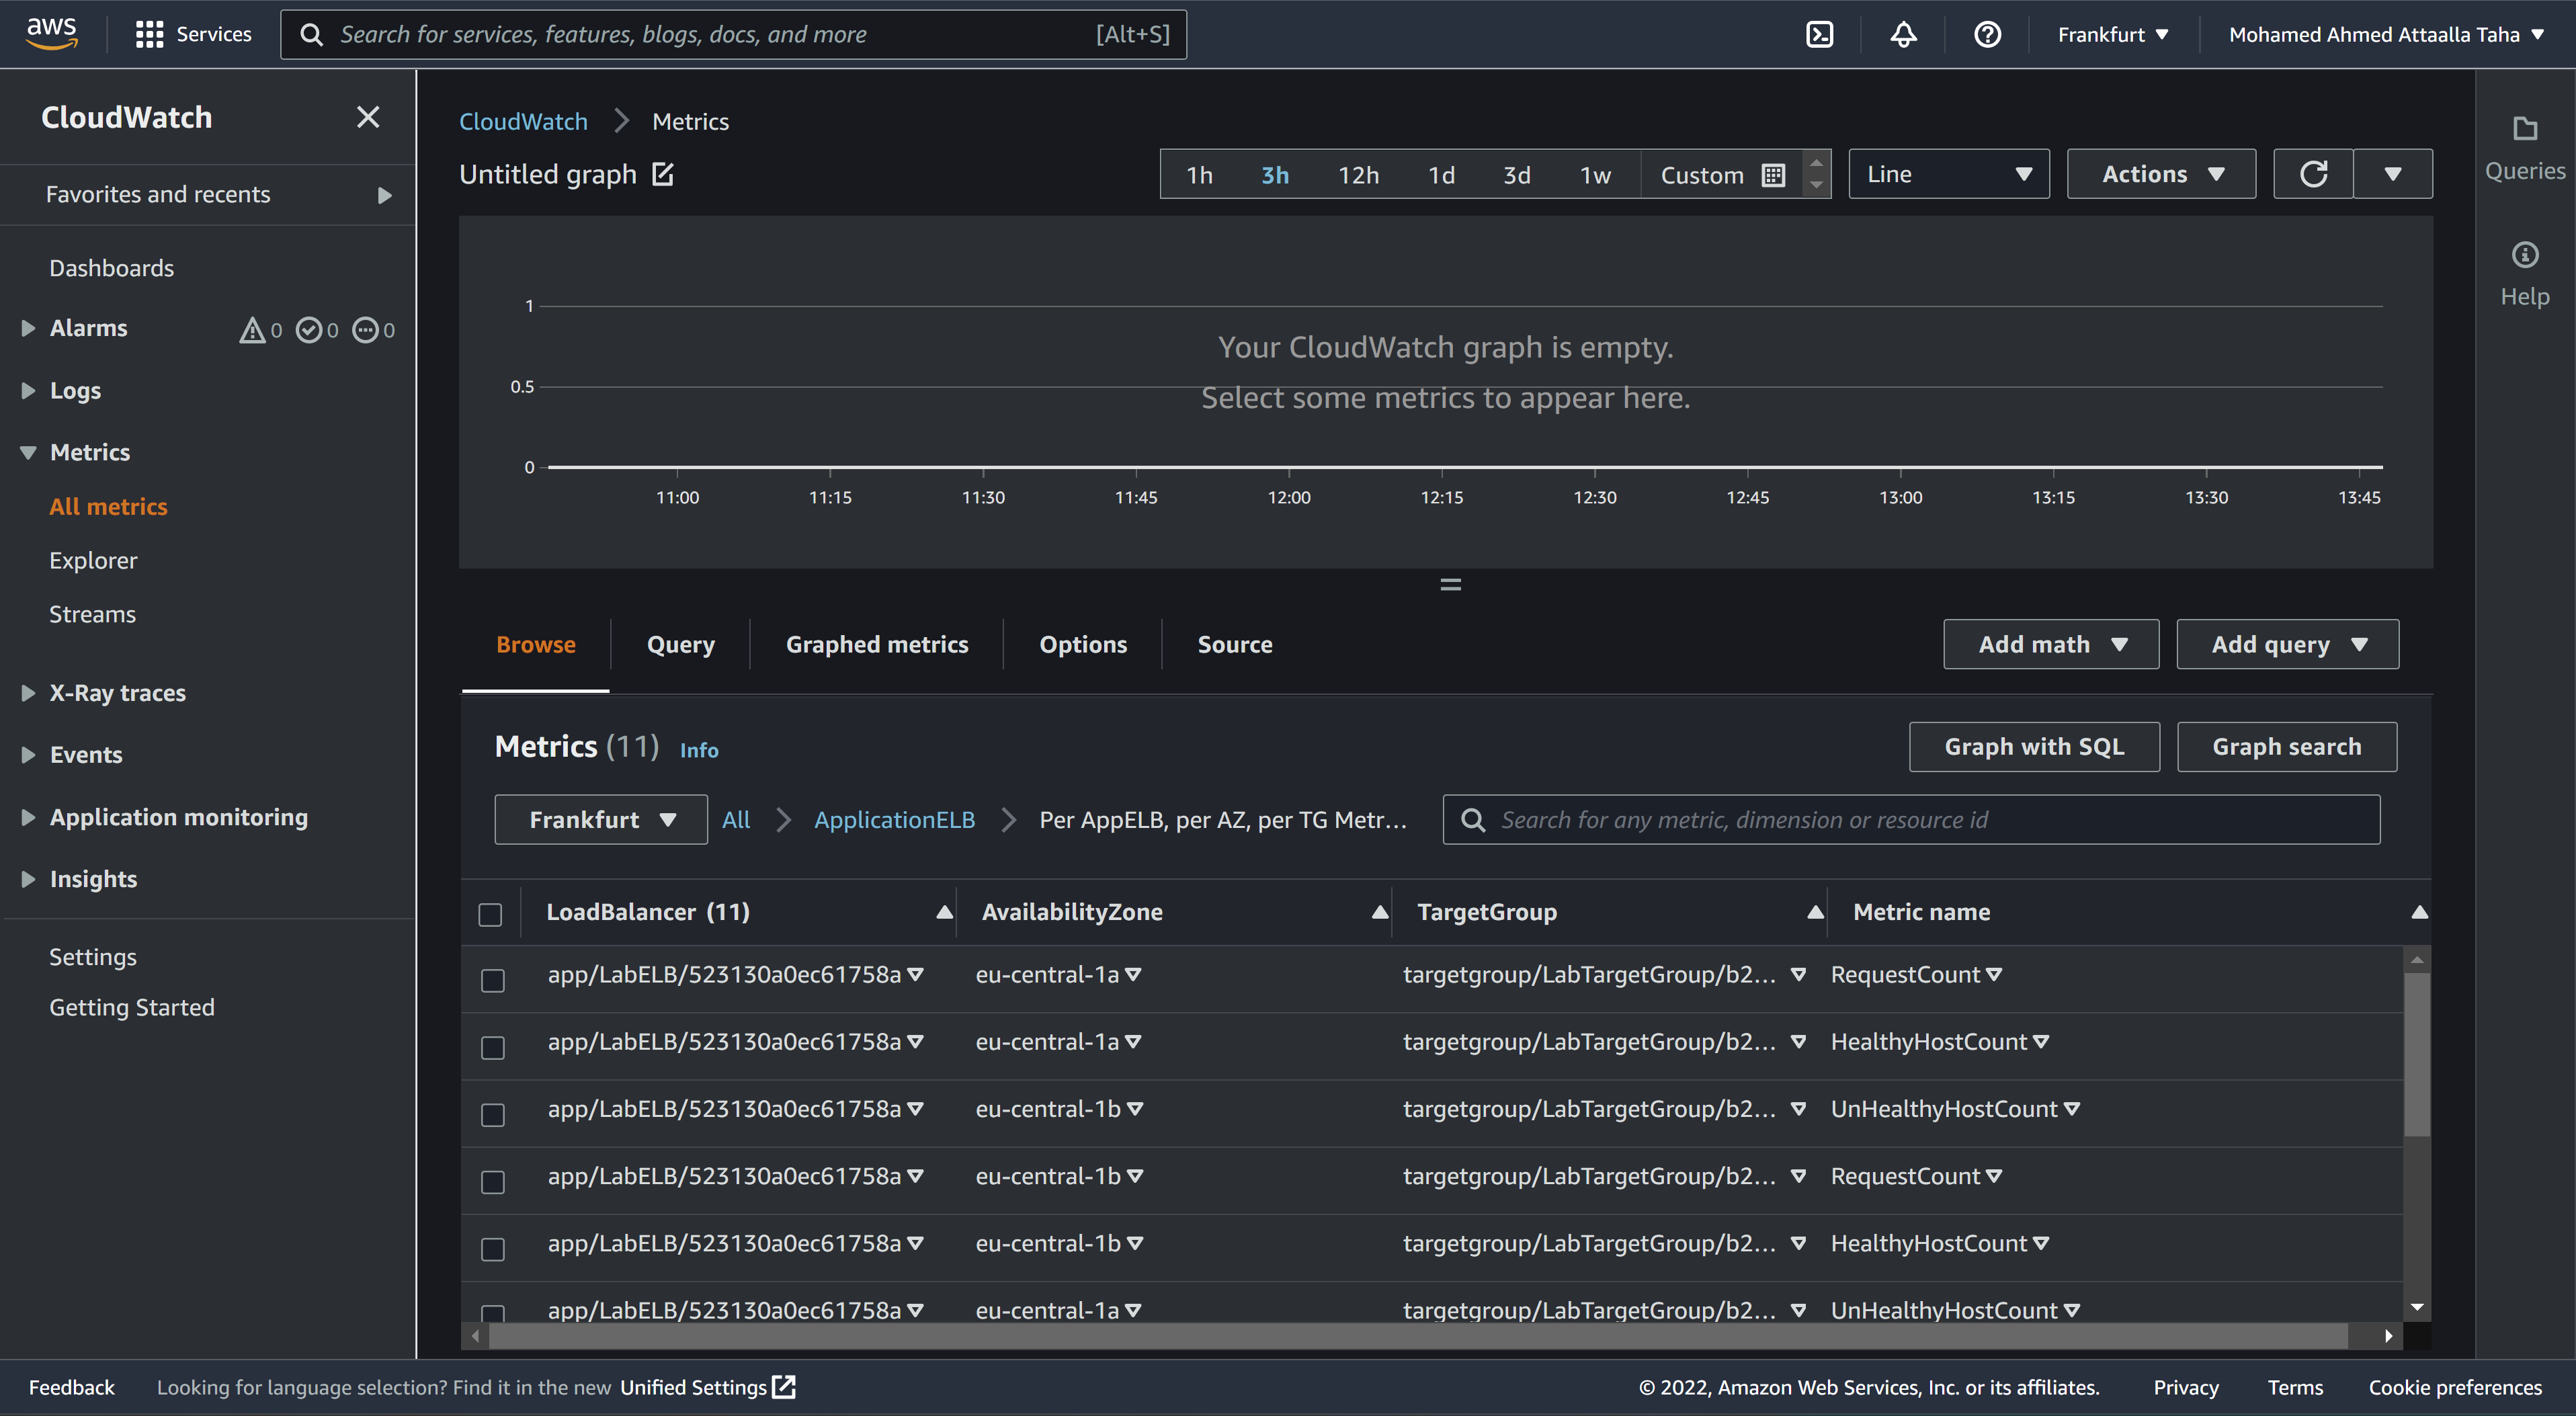 aws Services Search for services, features, blogs, docs, and more [Alt+S] Frankfurt Mohamed Ahmed Attaalla Taha
CloudWatch
Favorites and recents
Dashboards
Alarms 0 0 0
Logs
Metrics
All metrics
Explorer
Streams
X-Ray traces
Events
Application monitoring
Insights
Settings
Getting Started
CloudWatch Metrics
Untitled graph 1h 3h 12h 1d 3d 1w Custom Line Actions
1
Your CloudWatch graph is empty.
0.5
Select some metrics to appear here.
0
11:00 11:15 11:30 11:45 12:00 12:15 12:30 12:45 13:00 13:15 13:30 13:45
Browse Query Graphed metrics Options Source Add math Add query
Metrics (11) Info Graph with SQL Graph search
Frankfurt All ApplicationELB Per AppELB, per AZ, per TG Metr... Search for any metric, dimension or resource id
LoadBalancer (11) AvailabilityZone TargetGroup Metric name
app/LabELB/523130a0ec61758a eu-central-1a targetgroup/LabTargetGroup/b2... RequestCount
app/LabELB/523130a0ec61758a eu-central-1a targetgroup/LabTargetGroup/b2... HealthyHostCount
app/LabELB/523130a0ec61758a eu-central-1b targetgroup/LabTargetGroup/b2... UnHealthyHostCount
app/LabELB/523130a0ec61758a eu-central-1b targetgroup/LabTargetGroup/b2... RequestCount
app/LabELB/523130a0ec61758a eu-central-1b targetgroup/LabTargetGroup/b2... HealthyHostCount
app/LabELB/523130a0ec61758a eu-central-1a targetgroup/LabTargetGroup/b2... UnHealthyHostCount
Queries
Help
Feedback Looking for language selection? Find it in the new Unified Settings © 2022, Amazon Web Services, Inc. or its affiliates. Privacy Terms Cookie preferences